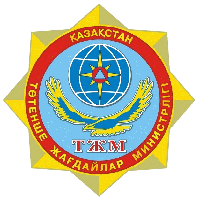 ҚАЗАҚСТАН
ТӨТЕНШЕ ЖАҒДАЙЛАР МИНИСТРЛІГІ
ТЖМ